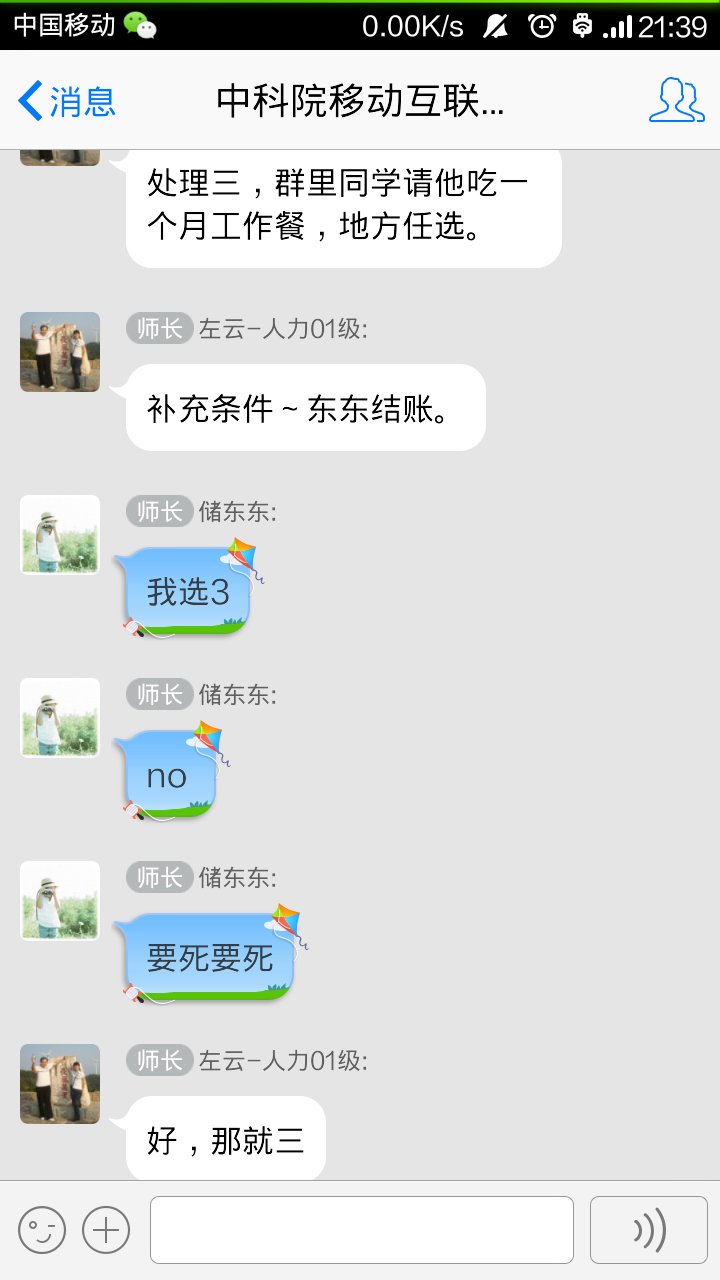 中国移动 0.00K/s 21:39
消息 中科院移动互联...
处理三，群里同学请他吃一
个月工作餐，地方任选。
师长 左云-人力01级:
补充条件~东东结账。
师长 储东东:
我选3
师长 储东东:
no
师长 储东东:
要死要死
师长 左云-人力01级:
好，那就三